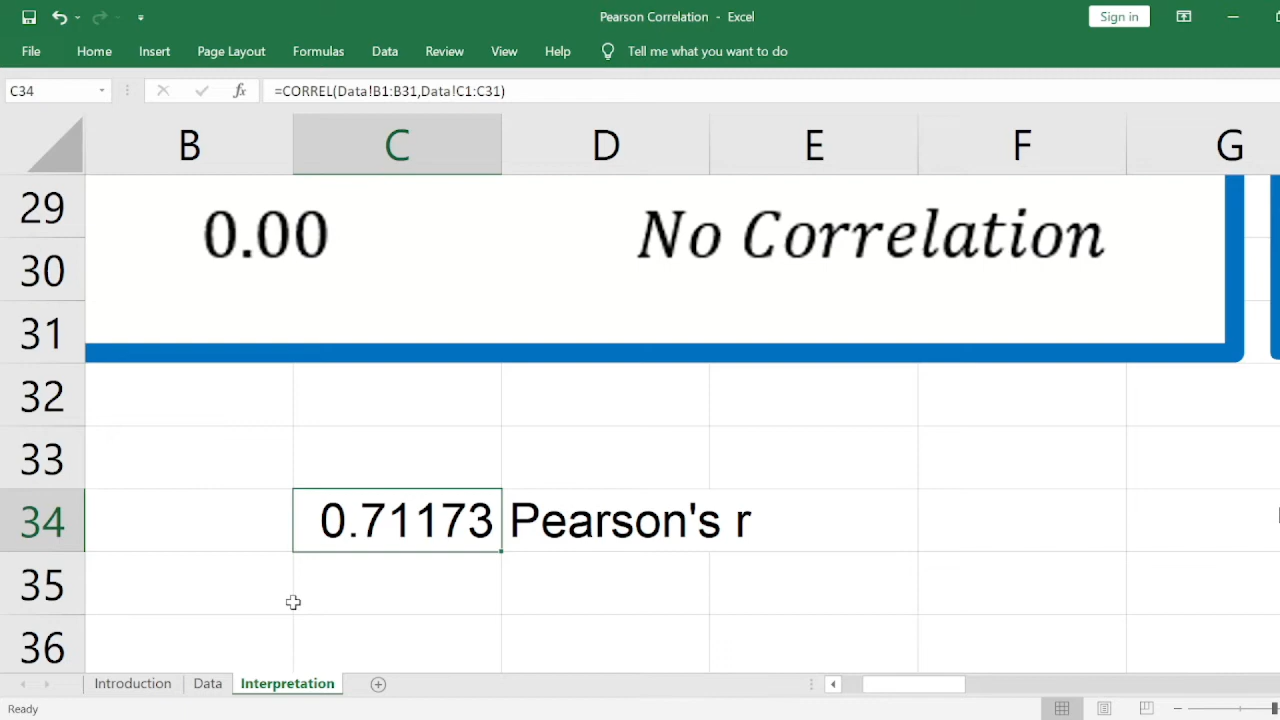 Pearson Correlation - Excel
Sign in
File Home Insert Page Layout Formulas Data Review View Help Tell me what you want to do
C34 fx =CORREL(Data!B1:B31,Data!C1:C31)
B C D E F G
29
0.00 No Correlation
30
31
32
33
34 0.71173 Pearson's r
35
36
Introduction Data Interpretation
Ready